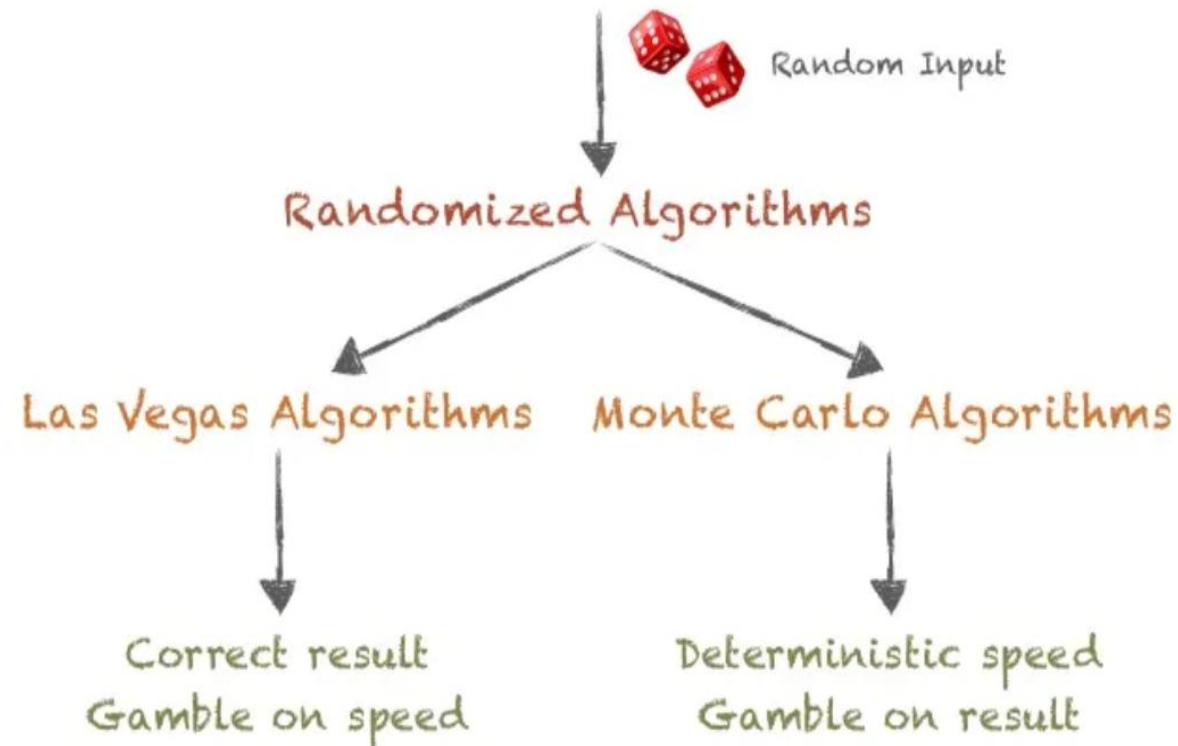 Random Input
Randomized Algorithms
Las Vegas Algorithms
Monte Carlo Algorithms
Correct result
Gamble on speed
Deterministic speed
Gamble on result